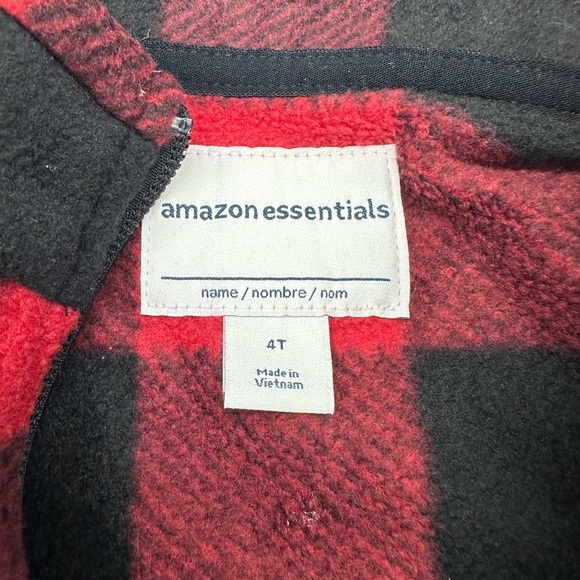 amazon essentials
name / nombre / nom
4T
Made in
Vietnam